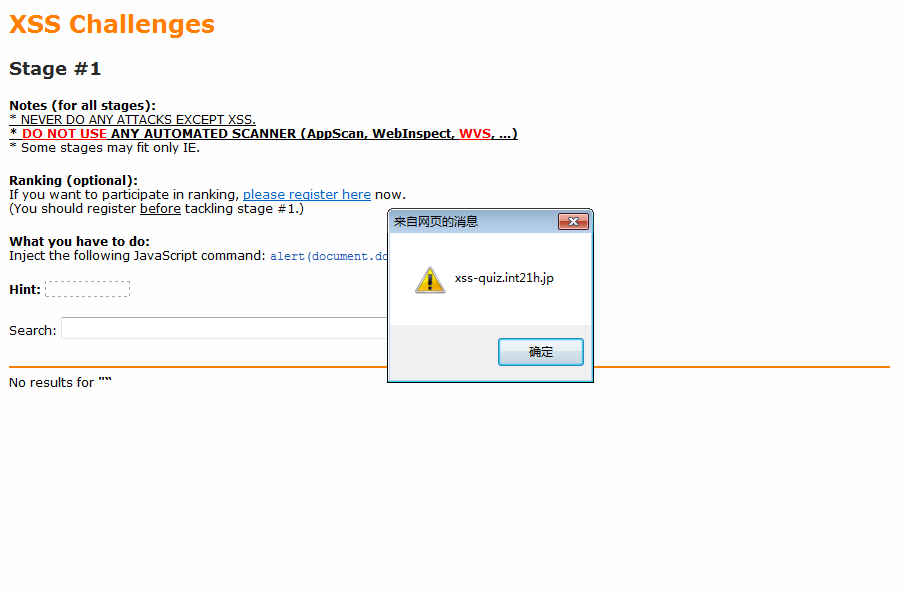 XSS Challenges
Stage #1
Notes (for all stages):
* NEVER DO ANY ATTACKS EXCEPT XSS.
* DO NOT USE ANY AUTOMATED SCANNER (AppScan, WebInspect, WVS, ...)
* Some stages may fit only IE.
Ranking (optional):
If you want to participate in ranking, please register here now.
(You should register before tackling stage #1.)
What you have to do:
Inject the following JavaScript command: alert(document.do
Hint:
Search:
No results for "“
来自网页的消息
xss-quiz.int21h.jp
确定